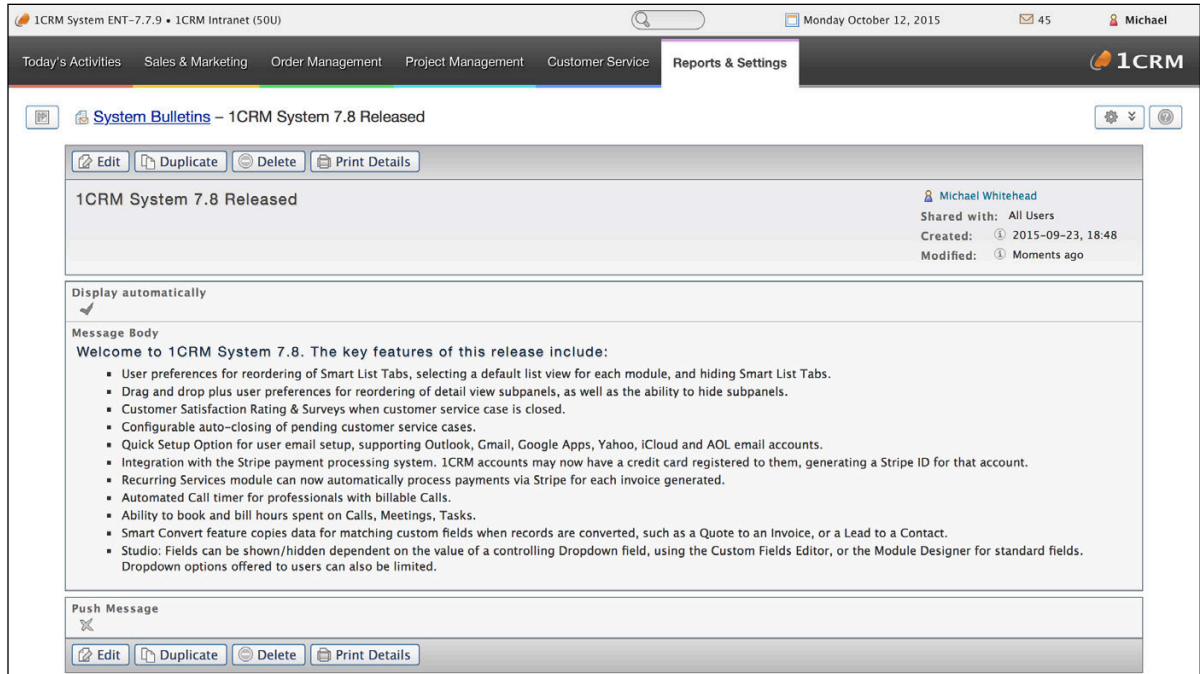 1CRM System ENT-7.7.9 • 1CRM Intranet (50U)
Monday October 12, 2015
45
Michael
Today's Activities
Sales & Marketing
Order Management
Project Management
Customer Service
Reports & Settings
1CRM
System Bulletins – 1CRM System 7.8 Released
Edit
Duplicate
Delete
Print Details
1CRM System 7.8 Released
Michael Whitehead
Shared with: All Users
Created: 2015-09-23, 18:48
Modified: Moments ago
Display automatically
Message Body
Welcome to 1CRM System 7.8. The key features of this release include:
▪ User preferences for reordering of Smart List Tabs, selecting a default list view for each module, and hiding Smart List Tabs.
▪ Drag and drop plus user preferences for reordering of detail view subpanels, as well as the ability to hide subpanels.
▪ Customer Satisfaction Rating & Surveys when customer service case is closed.
▪ Configurable auto-closing of pending customer service cases.
▪ Quick Setup Option for user email setup, supporting Outlook, Gmail, Google Apps, Yahoo, iCloud and AOL email accounts.
▪ Integration with the Stripe payment processing system. 1CRM accounts may now have a credit card registered to them, generating a Stripe ID for that account.
▪ Recurring Services module can now automatically process payments via Stripe for each invoice generated.
▪ Automated Call timer for professionals with billable Calls.
▪ Ability to book and bill hours spent on Calls, Meetings, Tasks.
▪ Smart Convert feature copies data for matching custom fields when records are converted, such as a Quote to an Invoice, or a Lead to a Contact.
▪ Studio: Fields can be shown/hidden dependent on the value of a controlling Dropdown field, using the Custom Fields Editor, or the Module Designer for standard fields.
Dropdown options offered to users can also be limited.
Push Message
Edit
Duplicate
Delete
Print Details